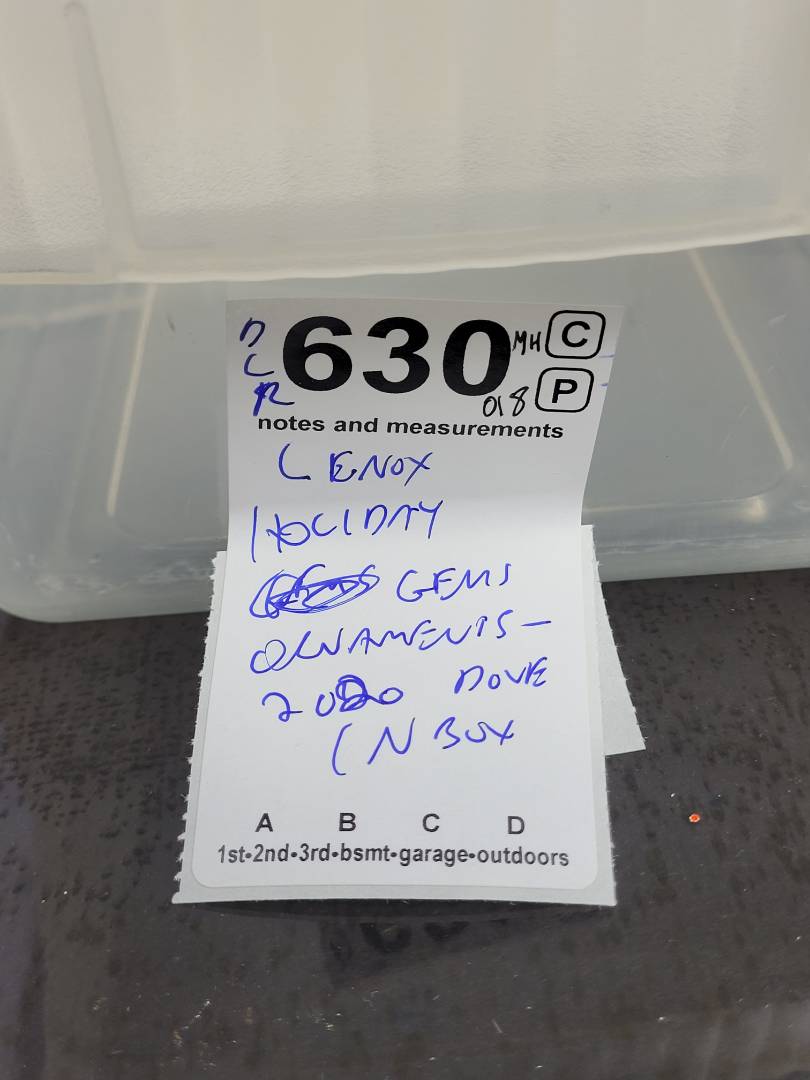 D
L
R
630
MH
C
018
P
notes and measurements
LENOX
HOLIDAY
GEMS
ORNAMENTS-
2020 DOVE
IN BOX
A B C D
1st•2nd•3rd•bsmt•garage•outdoors